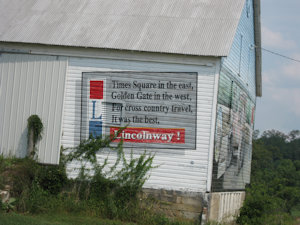 Times Square in the east,
Golden Gate in the west,
For cross country travel,
It was the best.
L
Lincolnway !